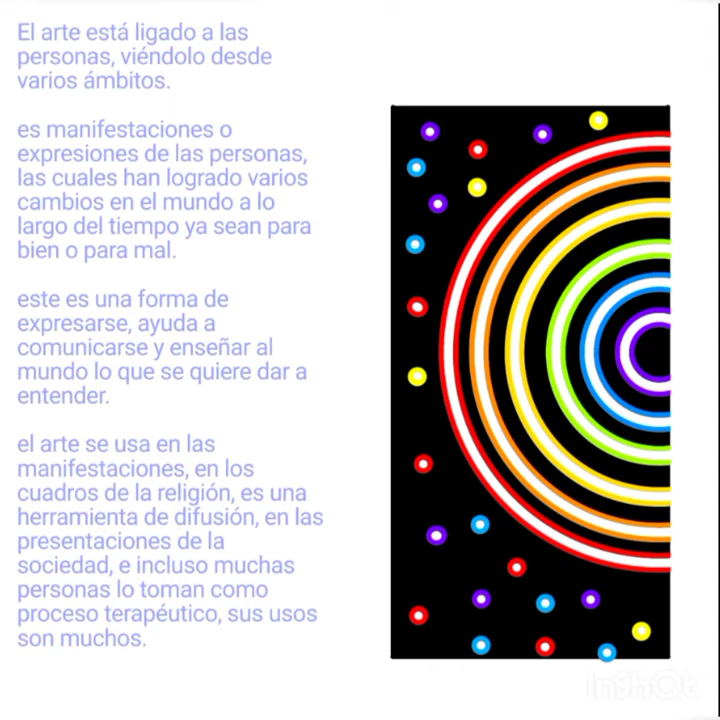 El arte está ligado a las
personas, viéndolo desde
varios ámbitos.
es manifestaciones o
expresiones de las personas,
las cuales han logrado varios
cambios en el mundo a lo
largo del tiempo ya sean para
bien o para mal.
este es una forma de
expresarse, ayuda a
comunicarse y enseñar al
mundo lo que se quiere dar a
entender.
el arte se usa en las
manifestaciones, en los
cuadros de la religión, es una
herramienta de difusión, en las
presentaciones de la
sociedad, e incluso muchas
personas lo toman como
proceso terapéutico, sus usos
son muchos.
InShOt